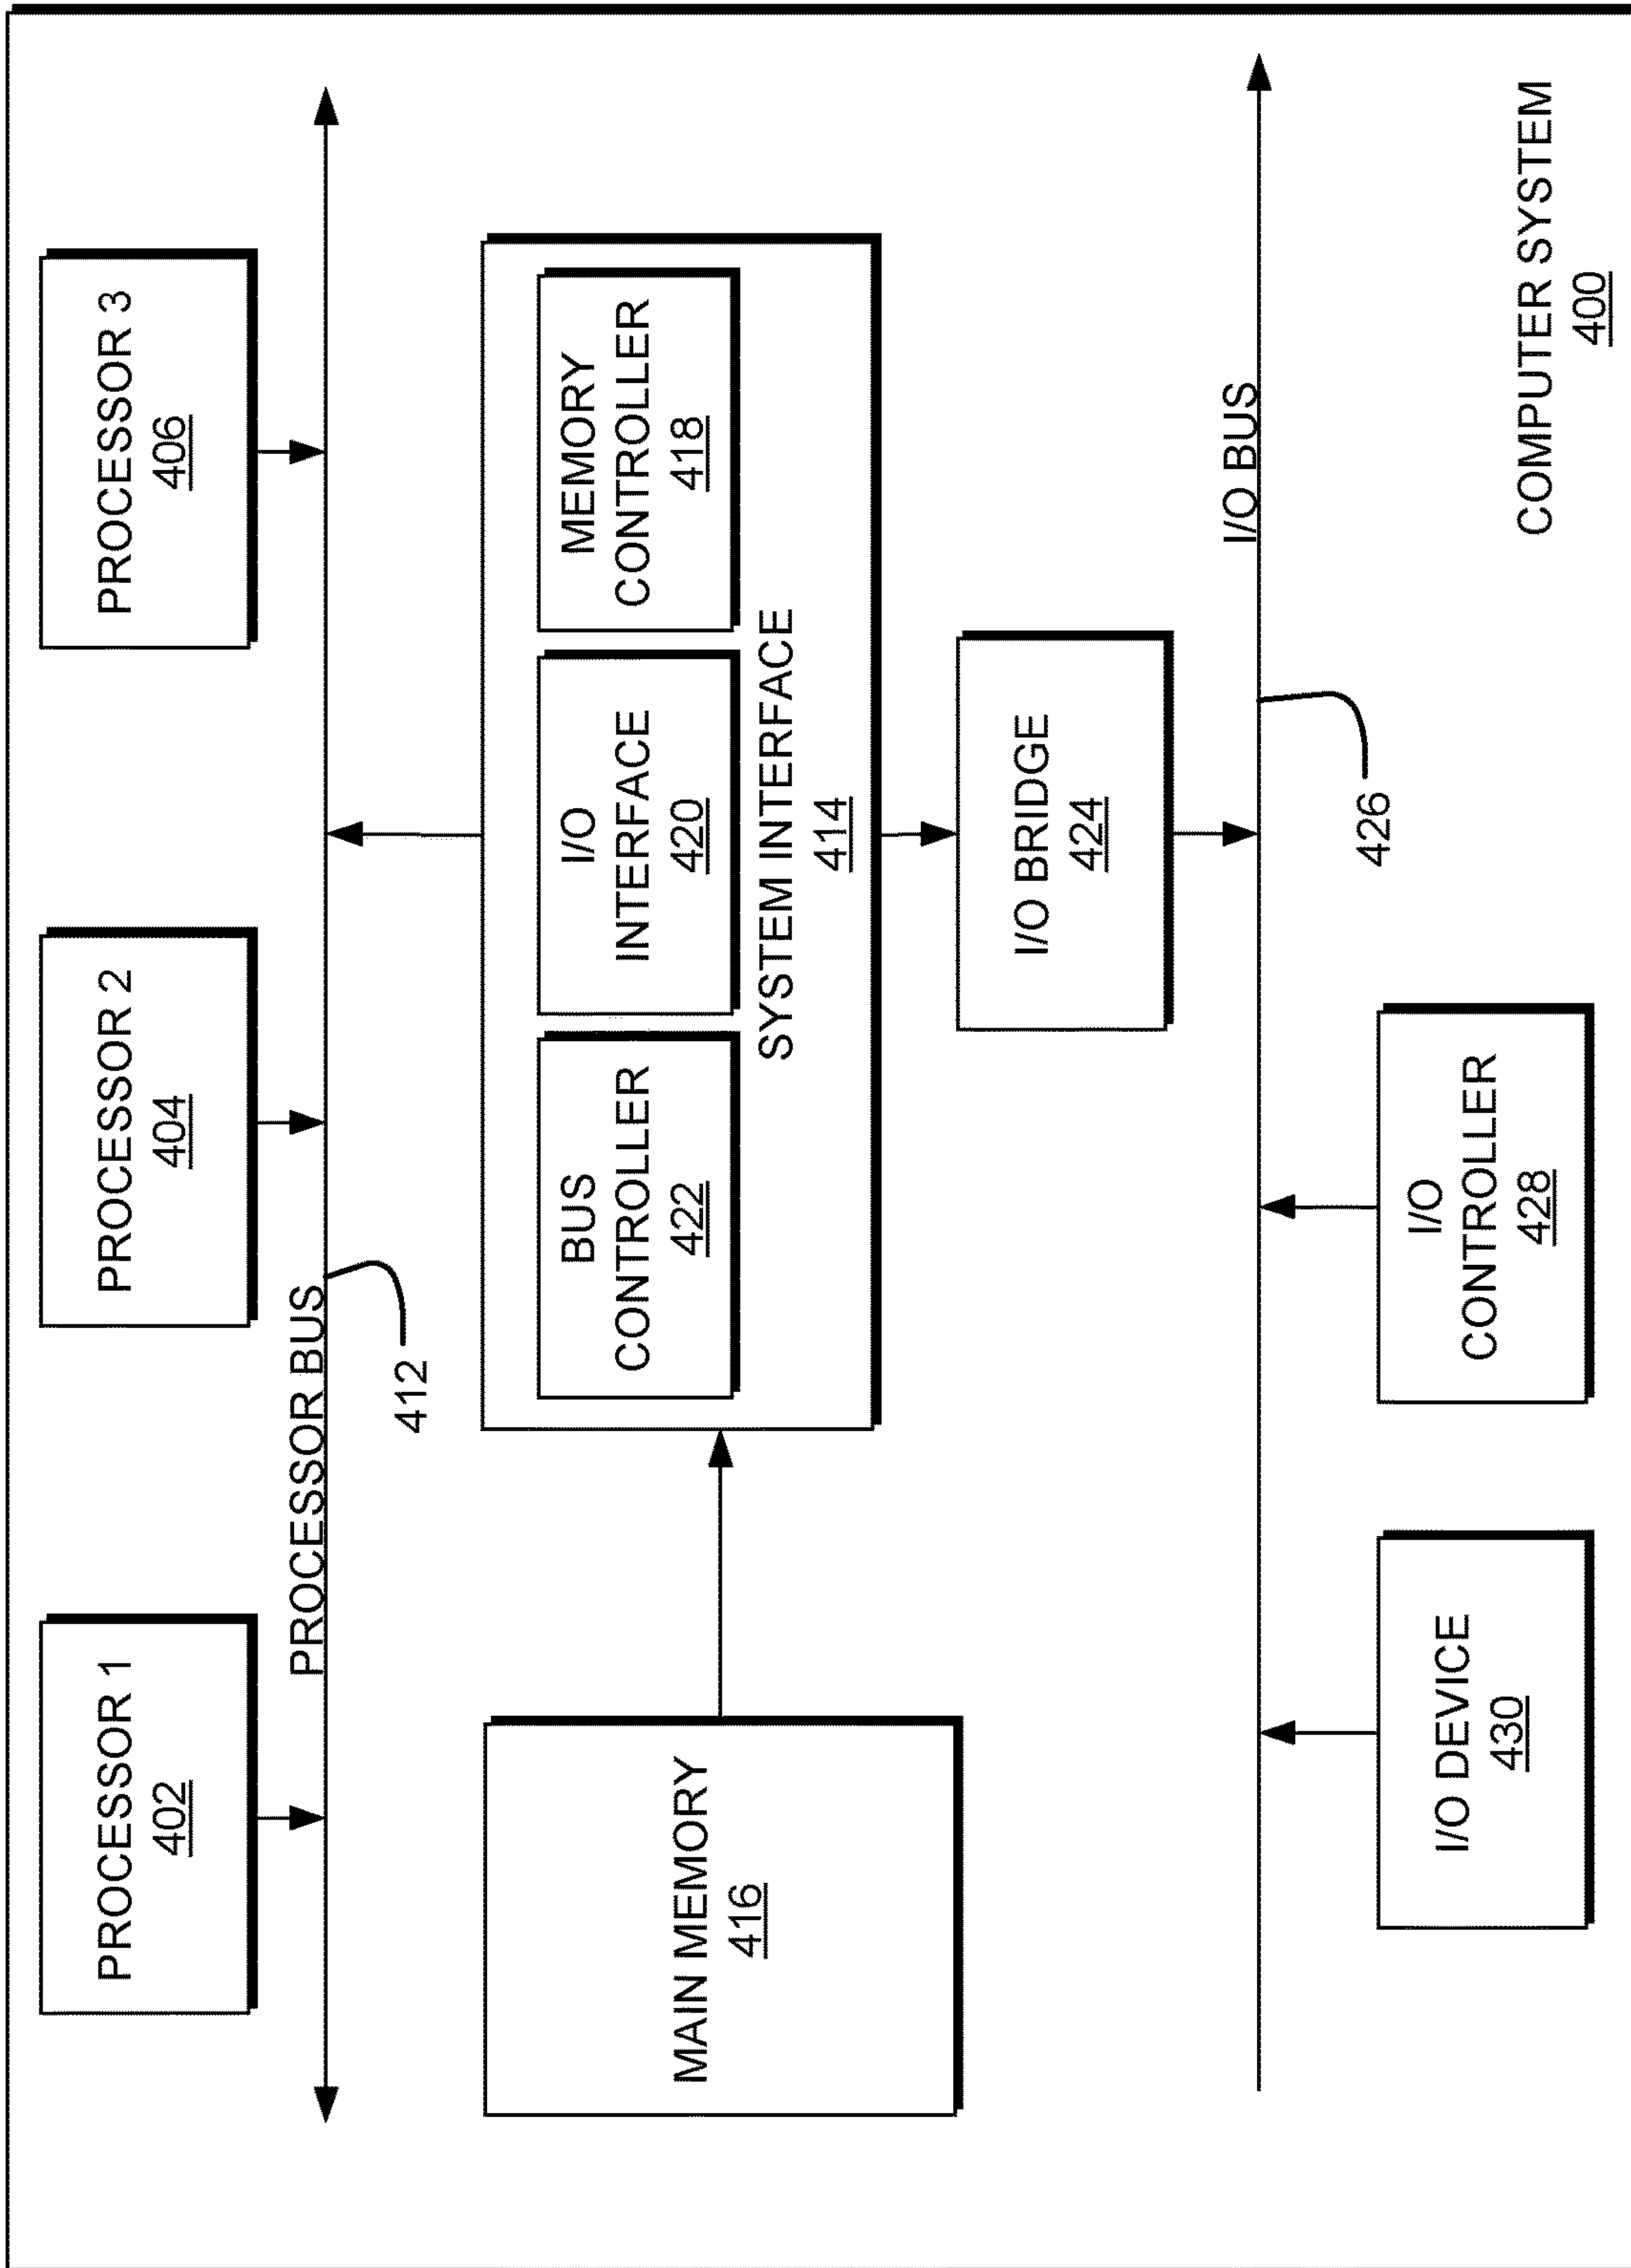 PROCESSOR 1
402
PROCESSOR 2
404
PROCESSOR 3
406
PROCESSOR BUS
412
MAIN MEMORY
416
BUS
CONTROLLER
422
I/O
INTERFACE
420
MEMORY
CONTROLLER
418
SYSTEM INTERFACE
414
I/O BRIDGE
424
I/O BUS
426
I/O DEVICE
430
I/O
CONTROLLER
428
COMPUTER SYSTEM
400